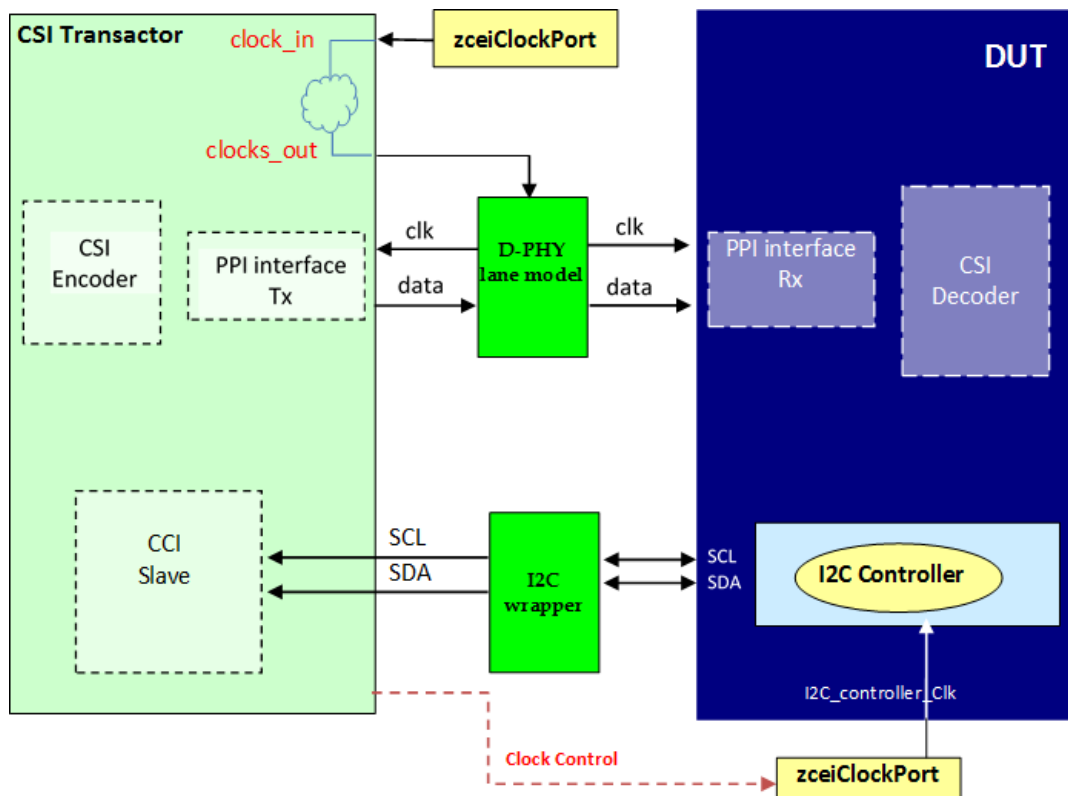 CSI Transactor
clock_in
zceiClockPort
DUT
clocks_out
CSI
Encoder
PPI interface
Tx
clk
data
D-PHY
lane model
clk
data
PPI interface
Rx
CSI
Decoder
CCI
Slave
SCL
SDA
I2C
wrapper
SCL
SDA
I2C Controller
I2C_controller_Clk
Clock Control
zceiClockPort